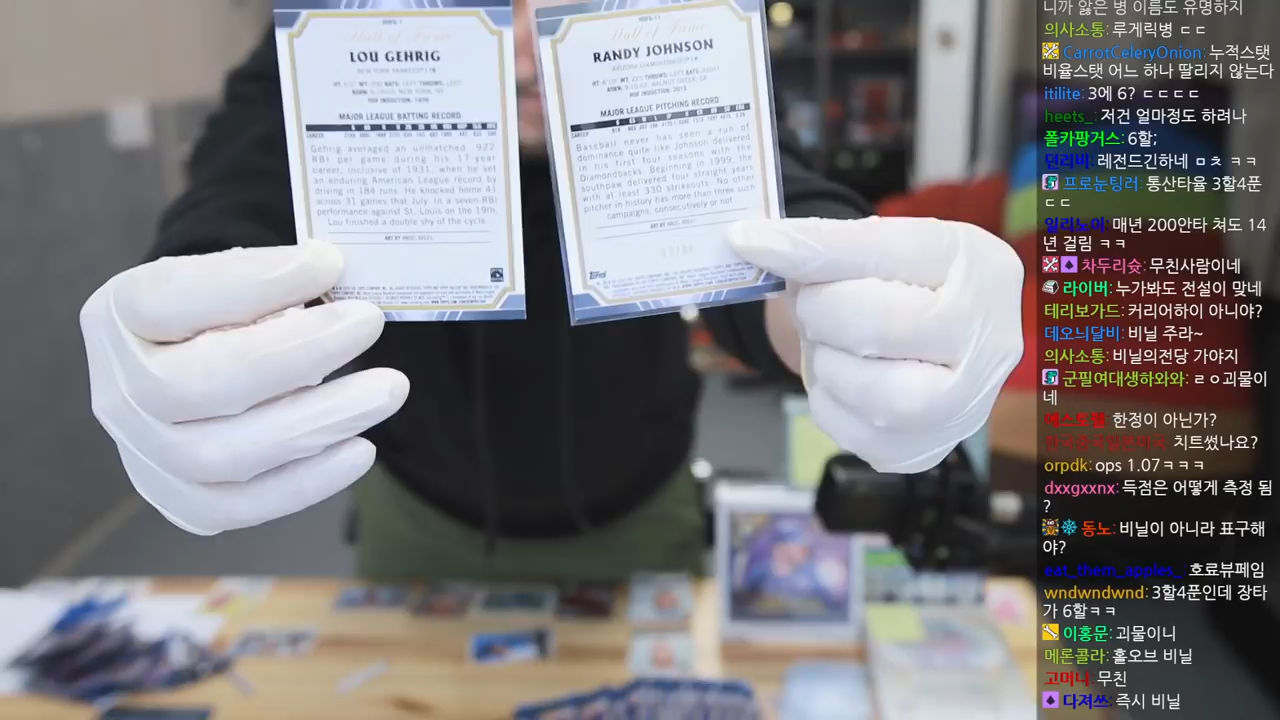 Hall of Fame
LOU GEHRIG
MAJOR LEAGUE BATTING RECORD
Gehrig averaged an unmatched .922
RBI per game during his 17-year
career, inclusive of 1931, when he set
an enduring American League record by
driving in 184 runs. He knocked home 41
across 31 games that July. In a seven-RBI
performance against St. Louis on the 19th,
Lou finished a double shy of the cycle.
Hall of Fame
RANDY JOHNSON
MAJOR LEAGUE PITCHING RECORD
Baseball never has seen a run of
dominance quite like Johnson delivered
in his first four seasons with the
Diamondbacks. Beginning in 1999, the
southpaw delivered four straight years
with at least 330 strikeouts. No other
pitcher in history has more than three such
campaigns, consecutively or not.
Topps
니까 앓은 병 이름도 유명하지
의사소통: 루게릭병 ㄷㄷ
CarrotCeleryOnion: 누적스탯
비율스탯 어느 하나 딸리지 않는다
itilite: 3에 6? ㄷㄷㄷㄷ
heets_: 저건 얼마정도 하려나
폴카팡거스: 6할;
던리비: 레전드긴하네 ㅁㅊ ㅋㅋ
프로눈팅러: 통산타율 3할4푼
ㄷㄷ
일리노이: 매년 200안타 쳐도 14
년 걸림 ㅋㅋ
차두리슛: 무친사람이네
라이버: 누가봐도 전설이 맞네
테리보가드: 커리어하이 아니야?
데오늬달비: 비닐 주라~
의사소통: 비닐의전당 가야지
군필여대생하와와: ㄹㅇ괴물이
네
한정이 아닌가?
치트썼나요?
orpdk: ops 1.07ㅋㅋㅋ
dxxgxxnx: 득점은 어떻게 측정 됨
?
동노: 비닐이 아니라 표구해
야?
eat_them_apples_: 호로뷰페임
wndwndwnd: 3할4푼인데 장타
가 6할ㅋㅋ
이홍문: 괴물이니
메론콜라: 홀오브 비닐
고머니: 무친
다져쓰: 즉시 비닐